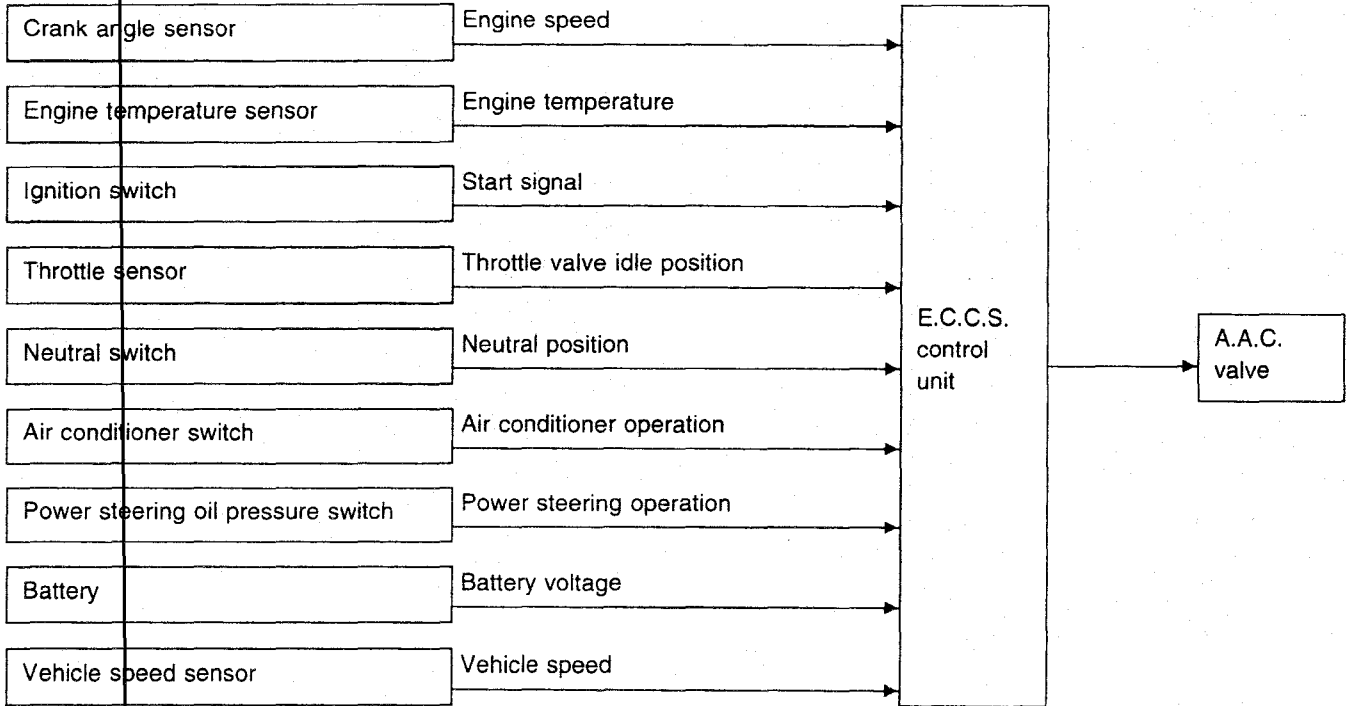 Crank angle sensor
Engine speed
Engine temperature sensor
Engine temperature
Ignition switch
Start signal
Throttle sensor
Throttle valve idle position
Neutral switch
Neutral position
Air conditioner switch
Air conditioner operation
Power steering oil pressure switch
Power steering operation
Battery
Battery voltage
Vehicle speed sensor
Vehicle speed
E.C.C.S.
control
unit
A.A.C.
valve